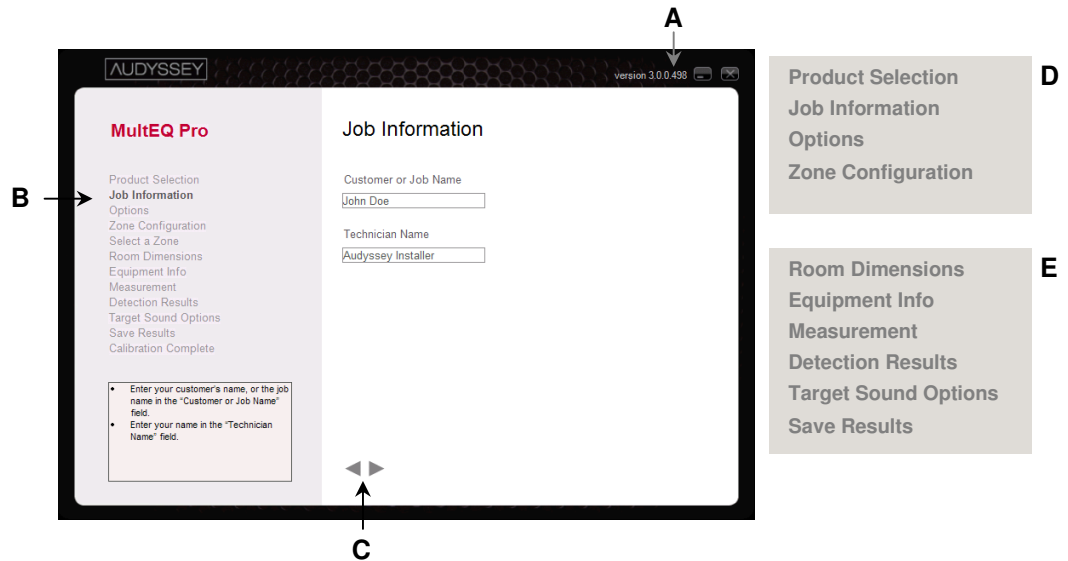 A
AUDYSSEY
version 3.0.0.498
MultEQ Pro
Product Selection
Job Information
Options
Zone Configuration
Select a Zone
Room Dimensions
Equipment Info
Measurement
Detection Results
Target Sound Options
Save Results
Calibration Complete
B
• Enter your customer's name, or the job
name in the “Customer or Job Name”
field.
• Enter your name in the “Technician
Name” field.
Job Information
Customer or Job Name
John Doe
Technician Name
Audyssey Installer
C
Product Selection
Job Information
Options
Zone Configuration
D
Room Dimensions
Equipment Info
Measurement
Detection Results
Target Sound Options
Save Results
E